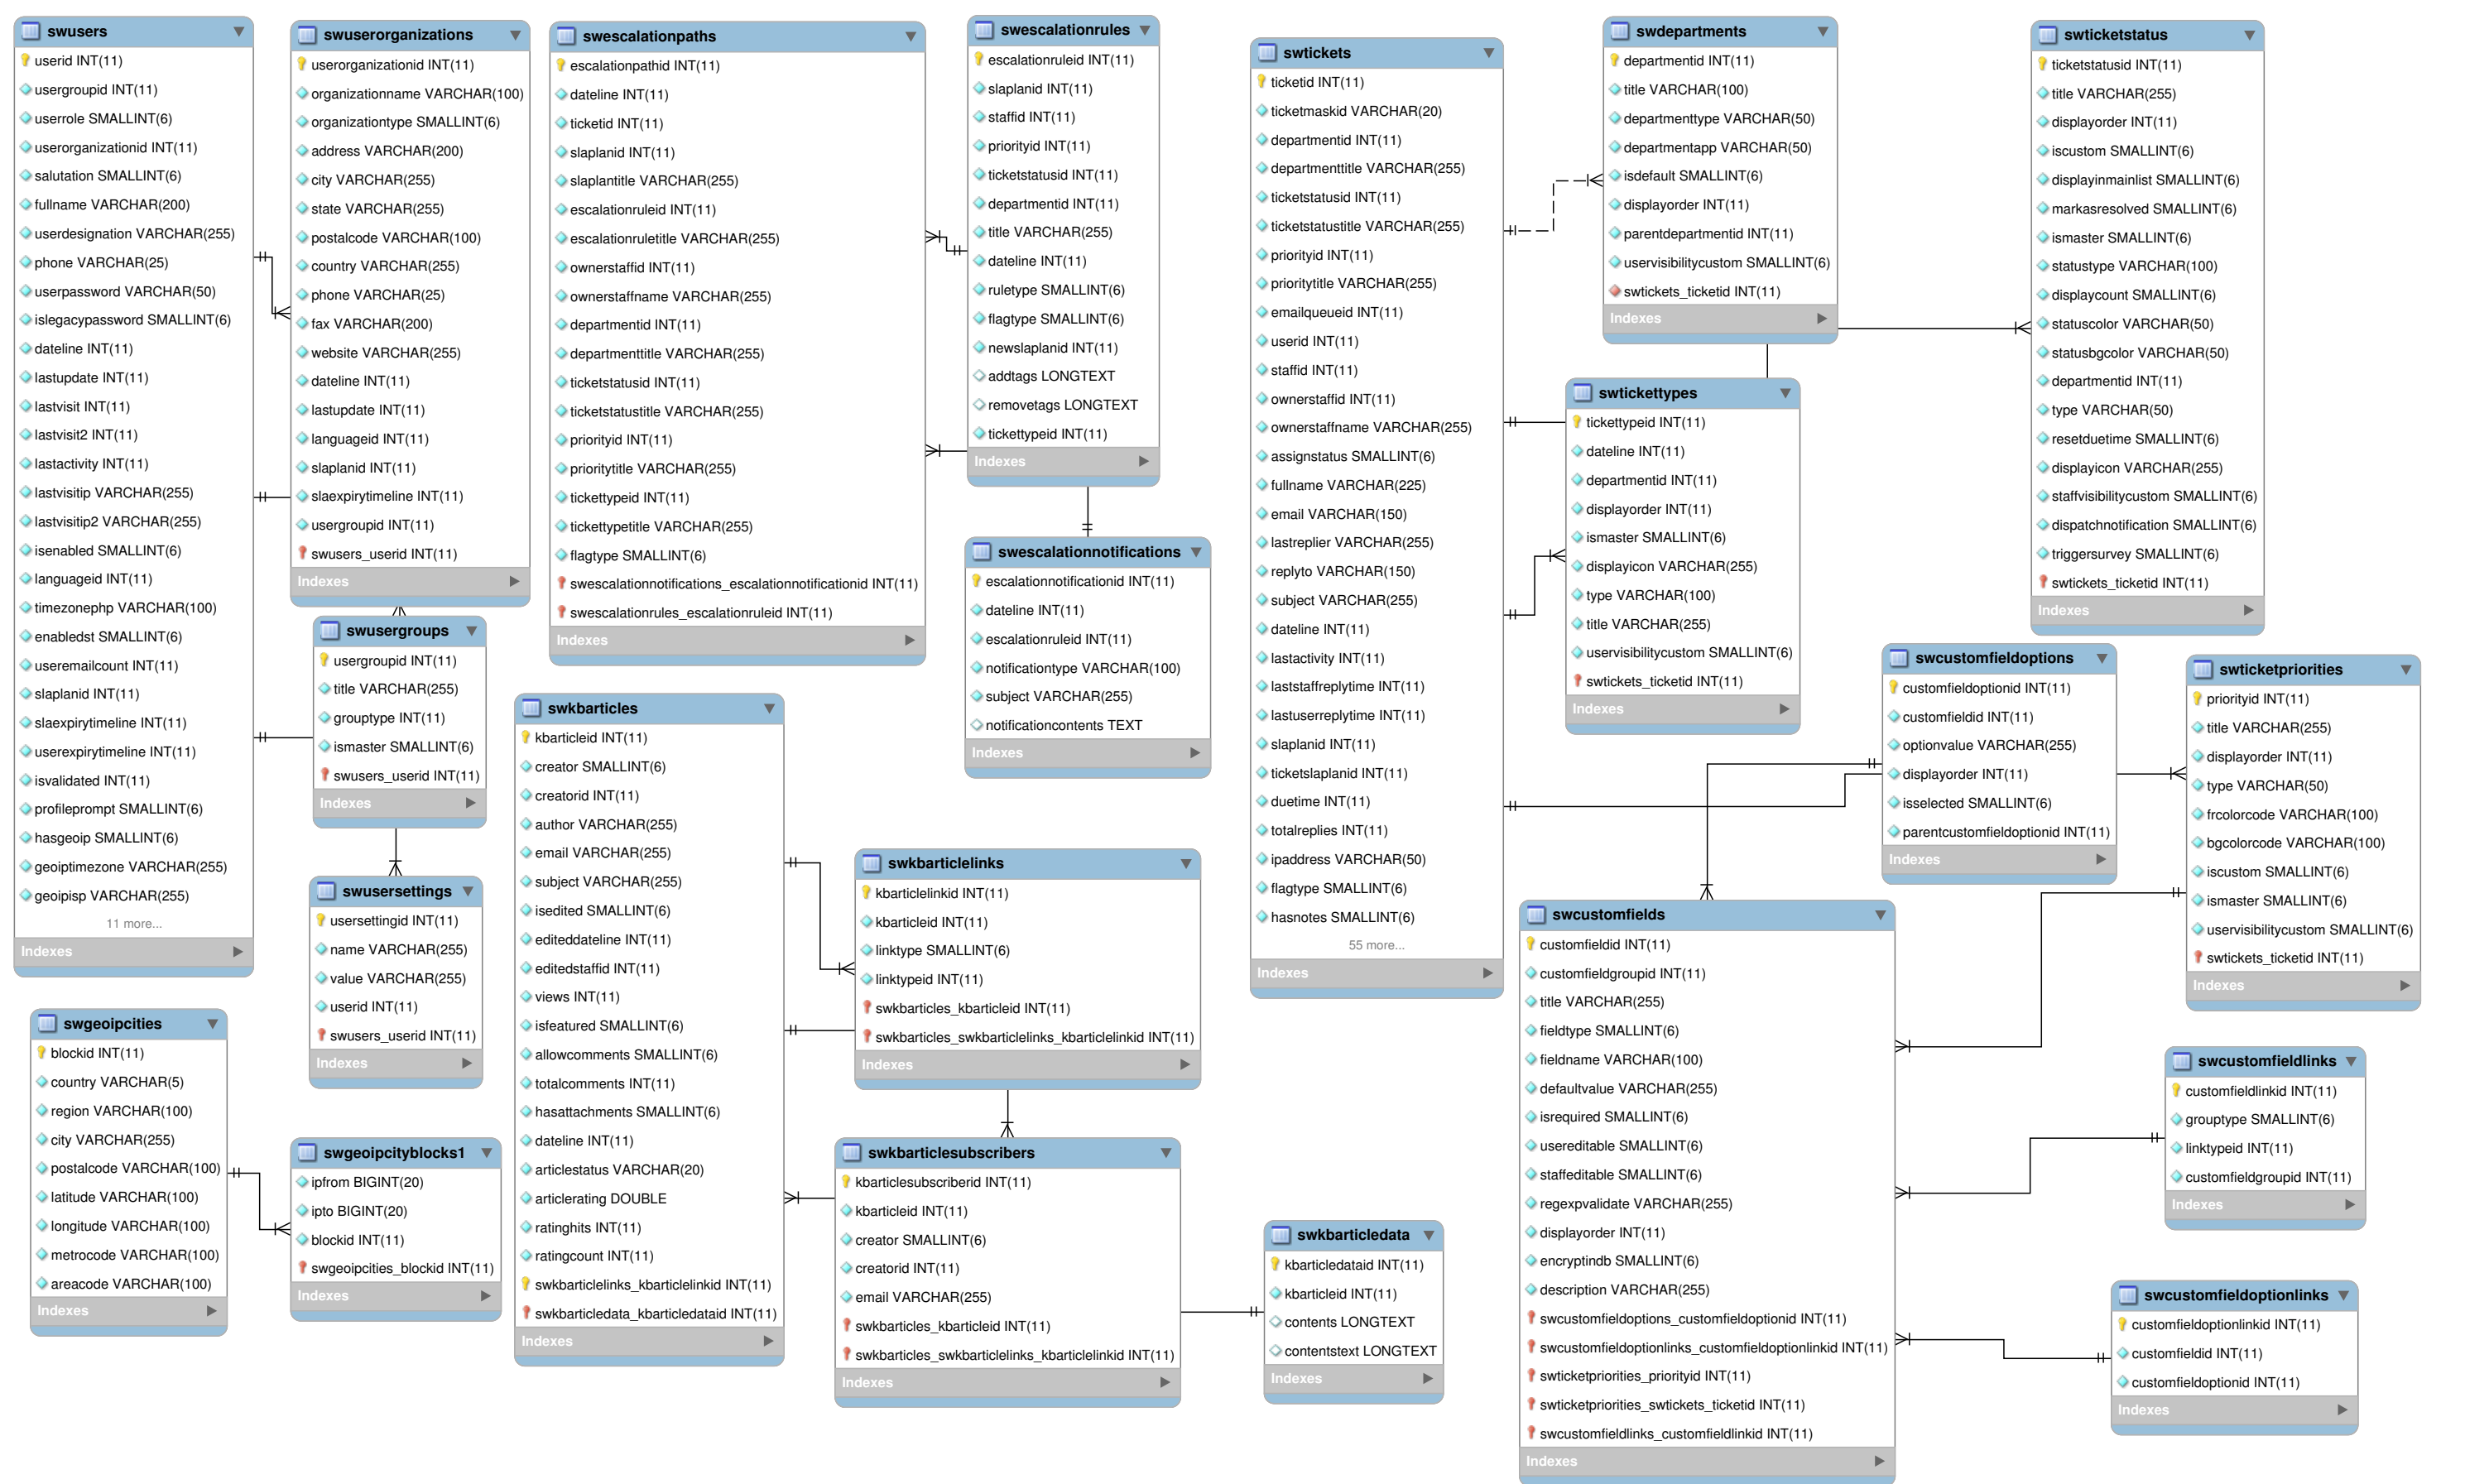 swusers
userid INT(11)
usergroupid INT(11)
userrole SMALLINT(6)
userorganizationid INT(11)
salutation SMALLINT(6)
fullname VARCHAR(200)
userdesignation VARCHAR(255)
phone VARCHAR(25)
userpassword VARCHAR(50)
islegacypassword SMALLINT(6)
dateline INT(11)
lastupdate INT(11)
lastvisit INT(11)
lastvisit2 INT(11)
lastactivity INT(11)
lastvisitip VARCHAR(255)
lastvisitip2 VARCHAR(255)
isenabled SMALLINT(6)
languageid INT(11)
timezonephp VARCHAR(100)
enabledst SMALLINT(6)
useremailcount INT(11)
slaplanid INT(11)
slaexpirytimeline INT(11)
userexpirytimeline INT(11)
isvalidated INT(11)
profileprompt SMALLINT(6)
hasgeoip SMALLINT(6)
geoiptimezone VARCHAR(255)
geoipisp VARCHAR(255)
11 more...
Indexes
swuserorganizations
userorganizationid INT(11)
organizationname VARCHAR(100)
organizationtype SMALLINT(6)
address VARCHAR(200)
city VARCHAR(255)
state VARCHAR(255)
postalcode VARCHAR(100)
country VARCHAR(255)
phone VARCHAR(25)
fax VARCHAR(200)
website VARCHAR(255)
dateline INT(11)
lastupdate INT(11)
languageid INT(11)
slaplanid INT(11)
slaexpirytimeline INT(11)
usergroupid INT(11)
swusers_userid INT(11)
Indexes
swusergroups
usergroupid INT(11)
title VARCHAR(255)
grouptype INT(11)
ismaster SMALLINT(6)
swusers_userid INT(11)
Indexes
swusersettings
usersettingid INT(11)
name VARCHAR(255)
value VARCHAR(255)
userid INT(11)
swusers_userid INT(11)
Indexes
swgeoipcities
blockid INT(11)
country VARCHAR(5)
region VARCHAR(100)
city VARCHAR(255)
postalcode VARCHAR(100)
latitude VARCHAR(100)
longitude VARCHAR(100)
metrocode VARCHAR(100)
areacode VARCHAR(100)
Indexes
swgeoipcityblocks1
ipfrom BIGINT(20)
ipto BIGINT(20)
blockid INT(11)
swgeoipcities_blockid INT(11)
Indexes
swescalationpaths
escalationpathid INT(11)
dateline INT(11)
ticketid INT(11)
slaplanid INT(11)
slaplantitle VARCHAR(255)
escalationruleid INT(11)
escalationruletitle VARCHAR(255)
ownerstaffid INT(11)
ownerstaffname VARCHAR(255)
departmentid INT(11)
departmenttitle VARCHAR(255)
ticketstatusid INT(11)
ticketstatustitle VARCHAR(255)
priorityid INT(11)
prioritytitle VARCHAR(255)
tickettypeid INT(11)
tickettypetitle VARCHAR(255)
flagtype SMALLINT(6)
swescalationnotifications_escalationnotificationid INT(11)
swescalationrules_escalationruleid INT(11)
Indexes
swescalationrules
escalationruleid INT(11)
slaplanid INT(11)
staffid INT(11)
priorityid INT(11)
ticketstatusid INT(11)
departmentid INT(11)
title VARCHAR(255)
dateline INT(11)
ruletype SMALLINT(6)
flagtype SMALLINT(6)
newslaplanid INT(11)
addtags LONGTEXT
removetags LONGTEXT
tickettypeid INT(11)
Indexes
swescalationnotifications
escalationnotificationid INT(11)
dateline INT(11)
escalationruleid INT(11)
notificationtype VARCHAR(100)
subject VARCHAR(255)
notificationcontents TEXT
Indexes
swkbarticles
kbarticleid INT(11)
creator SMALLINT(6)
creatorid INT(11)
author VARCHAR(255)
email VARCHAR(255)
subject VARCHAR(255)
isedited SMALLINT(6)
editeddateline INT(11)
editedstaffid INT(11)
views INT(11)
isfeatured SMALLINT(6)
allowcomments SMALLINT(6)
totalcomments INT(11)
hasattachments SMALLINT(6)
dateline INT(11)
articlestatus VARCHAR(20)
articlerating DOUBLE
ratinghits INT(11)
ratingcount INT(11)
swkbarticlelinks_kbarticlelinkid INT(11)
swkbarticledata_kbarticledataid INT(11)
Indexes
swkbarticlelinks
kbarticlelinkid INT(11)
kbarticleid INT(11)
linktype SMALLINT(6)
linktypeid INT(11)
swkbarticles_kbarticleid INT(11)
swkbarticles_swkbarticlelinks_kbarticlelinkid INT(11)
Indexes
swkbarticlesubscribers
kbarticlesubscriberid INT(11)
kbarticleid INT(11)
creator SMALLINT(6)
creatorid INT(11)
email VARCHAR(255)
swkbarticles_kbarticleid INT(11)
swkbarticles_swkbarticlelinks_kbarticlelinkid INT(11)
Indexes
swkbarticledata
kbarticledataid INT(11)
kbarticleid INT(11)
contents LONGTEXT
contentstext LONGTEXT
Indexes
swtickets
ticketid INT(11)
ticketmaskid VARCHAR(20)
departmentid INT(11)
departmenttitle VARCHAR(255)
ticketstatusid INT(11)
ticketstatustitle VARCHAR(255)
priorityid INT(11)
prioritytitle VARCHAR(255)
emailqueueid INT(11)
userid INT(11)
staffid INT(11)
ownerstaffid INT(11)
ownerstaffname VARCHAR(255)
assignstatus SMALLINT(6)
fullname VARCHAR(225)
email VARCHAR(150)
lastreplier VARCHAR(255)
replyto VARCHAR(150)
subject VARCHAR(255)
dateline INT(11)
lastactivity INT(11)
laststaffreplytime INT(11)
lastuserreplytime INT(11)
slaplanid INT(11)
ticketslaplanid INT(11)
duetime INT(11)
totalreplies INT(11)
ipaddress VARCHAR(50)
flagtype SMALLINT(6)
hasnotes SMALLINT(6)
55 more...
Indexes
swdepartments
departmentid INT(11)
title VARCHAR(100)
departmenttype VARCHAR(50)
departmentapp VARCHAR(50)
isdefault SMALLINT(6)
displayorder INT(11)
parentdepartmentid INT(11)
uservisibilitycustom SMALLINT(6)
swtickets_ticketid INT(11)
Indexes
swtickettypes
tickettypeid INT(11)
dateline INT(11)
departmentid INT(11)
displayorder INT(11)
ismaster SMALLINT(6)
displayicon VARCHAR(255)
type VARCHAR(100)
title VARCHAR(255)
uservisibilitycustom SMALLINT(6)
swtickets_ticketid INT(11)
Indexes
swticketstatus
ticketstatusid INT(11)
title VARCHAR(255)
displayorder INT(11)
iscustom SMALLINT(6)
displayinmainlist SMALLINT(6)
markasresolved SMALLINT(6)
ismaster SMALLINT(6)
statustype VARCHAR(100)
displaycount SMALLINT(6)
statuscolor VARCHAR(50)
statusbgcolor VARCHAR(50)
departmentid INT(11)
type VARCHAR(50)
resetduetime SMALLINT(6)
displayicon VARCHAR(255)
staffvisibilitycustom SMALLINT(6)
dispatchnotification SMALLINT(6)
triggersurvey SMALLINT(6)
swtickets_ticketid INT(11)
Indexes
swcustomfieldoptions
customfieldoptionid INT(11)
customfieldid INT(11)
optionvalue VARCHAR(255)
displayorder INT(11)
isselected SMALLINT(6)
parentcustomfieldoptionid INT(11)
Indexes
swticketpriorities
priorityid INT(11)
title VARCHAR(255)
displayorder INT(11)
type VARCHAR(50)
frcolorcode VARCHAR(100)
bgcolorcode VARCHAR(100)
iscustom SMALLINT(6)
ismaster SMALLINT(6)
uservisibilitycustom SMALLINT(6)
swtickets_ticketid INT(11)
Indexes
swcustomfields
customfieldid INT(11)
customfieldgroupid INT(11)
title VARCHAR(255)
fieldtype SMALLINT(6)
fieldname VARCHAR(100)
defaultvalue VARCHAR(255)
isrequired SMALLINT(6)
usereditable SMALLINT(6)
staffeditable SMALLINT(6)
regexpvalidate VARCHAR(255)
displayorder INT(11)
encryptindb SMALLINT(6)
description VARCHAR(255)
swcustomfieldoptions_customfieldoptionid INT(11)
swcustomfieldoptionlinks_customfieldoptionlinkid INT(11)
swticketpriorities_priorityid INT(11)
swticketpriorities_swtickets_ticketid INT(11)
swcustomfieldlinks_customfieldlinkid INT(11)
Indexes
swcustomfieldlinks
customfieldlinkid INT(11)
grouptype SMALLINT(6)
linktypeid INT(11)
customfieldgroupid INT(11)
Indexes
swcustomfieldoptionlinks
customfieldoptionlinkid INT(11)
customfieldid INT(11)
customfieldoptionid INT(11)
Indexes